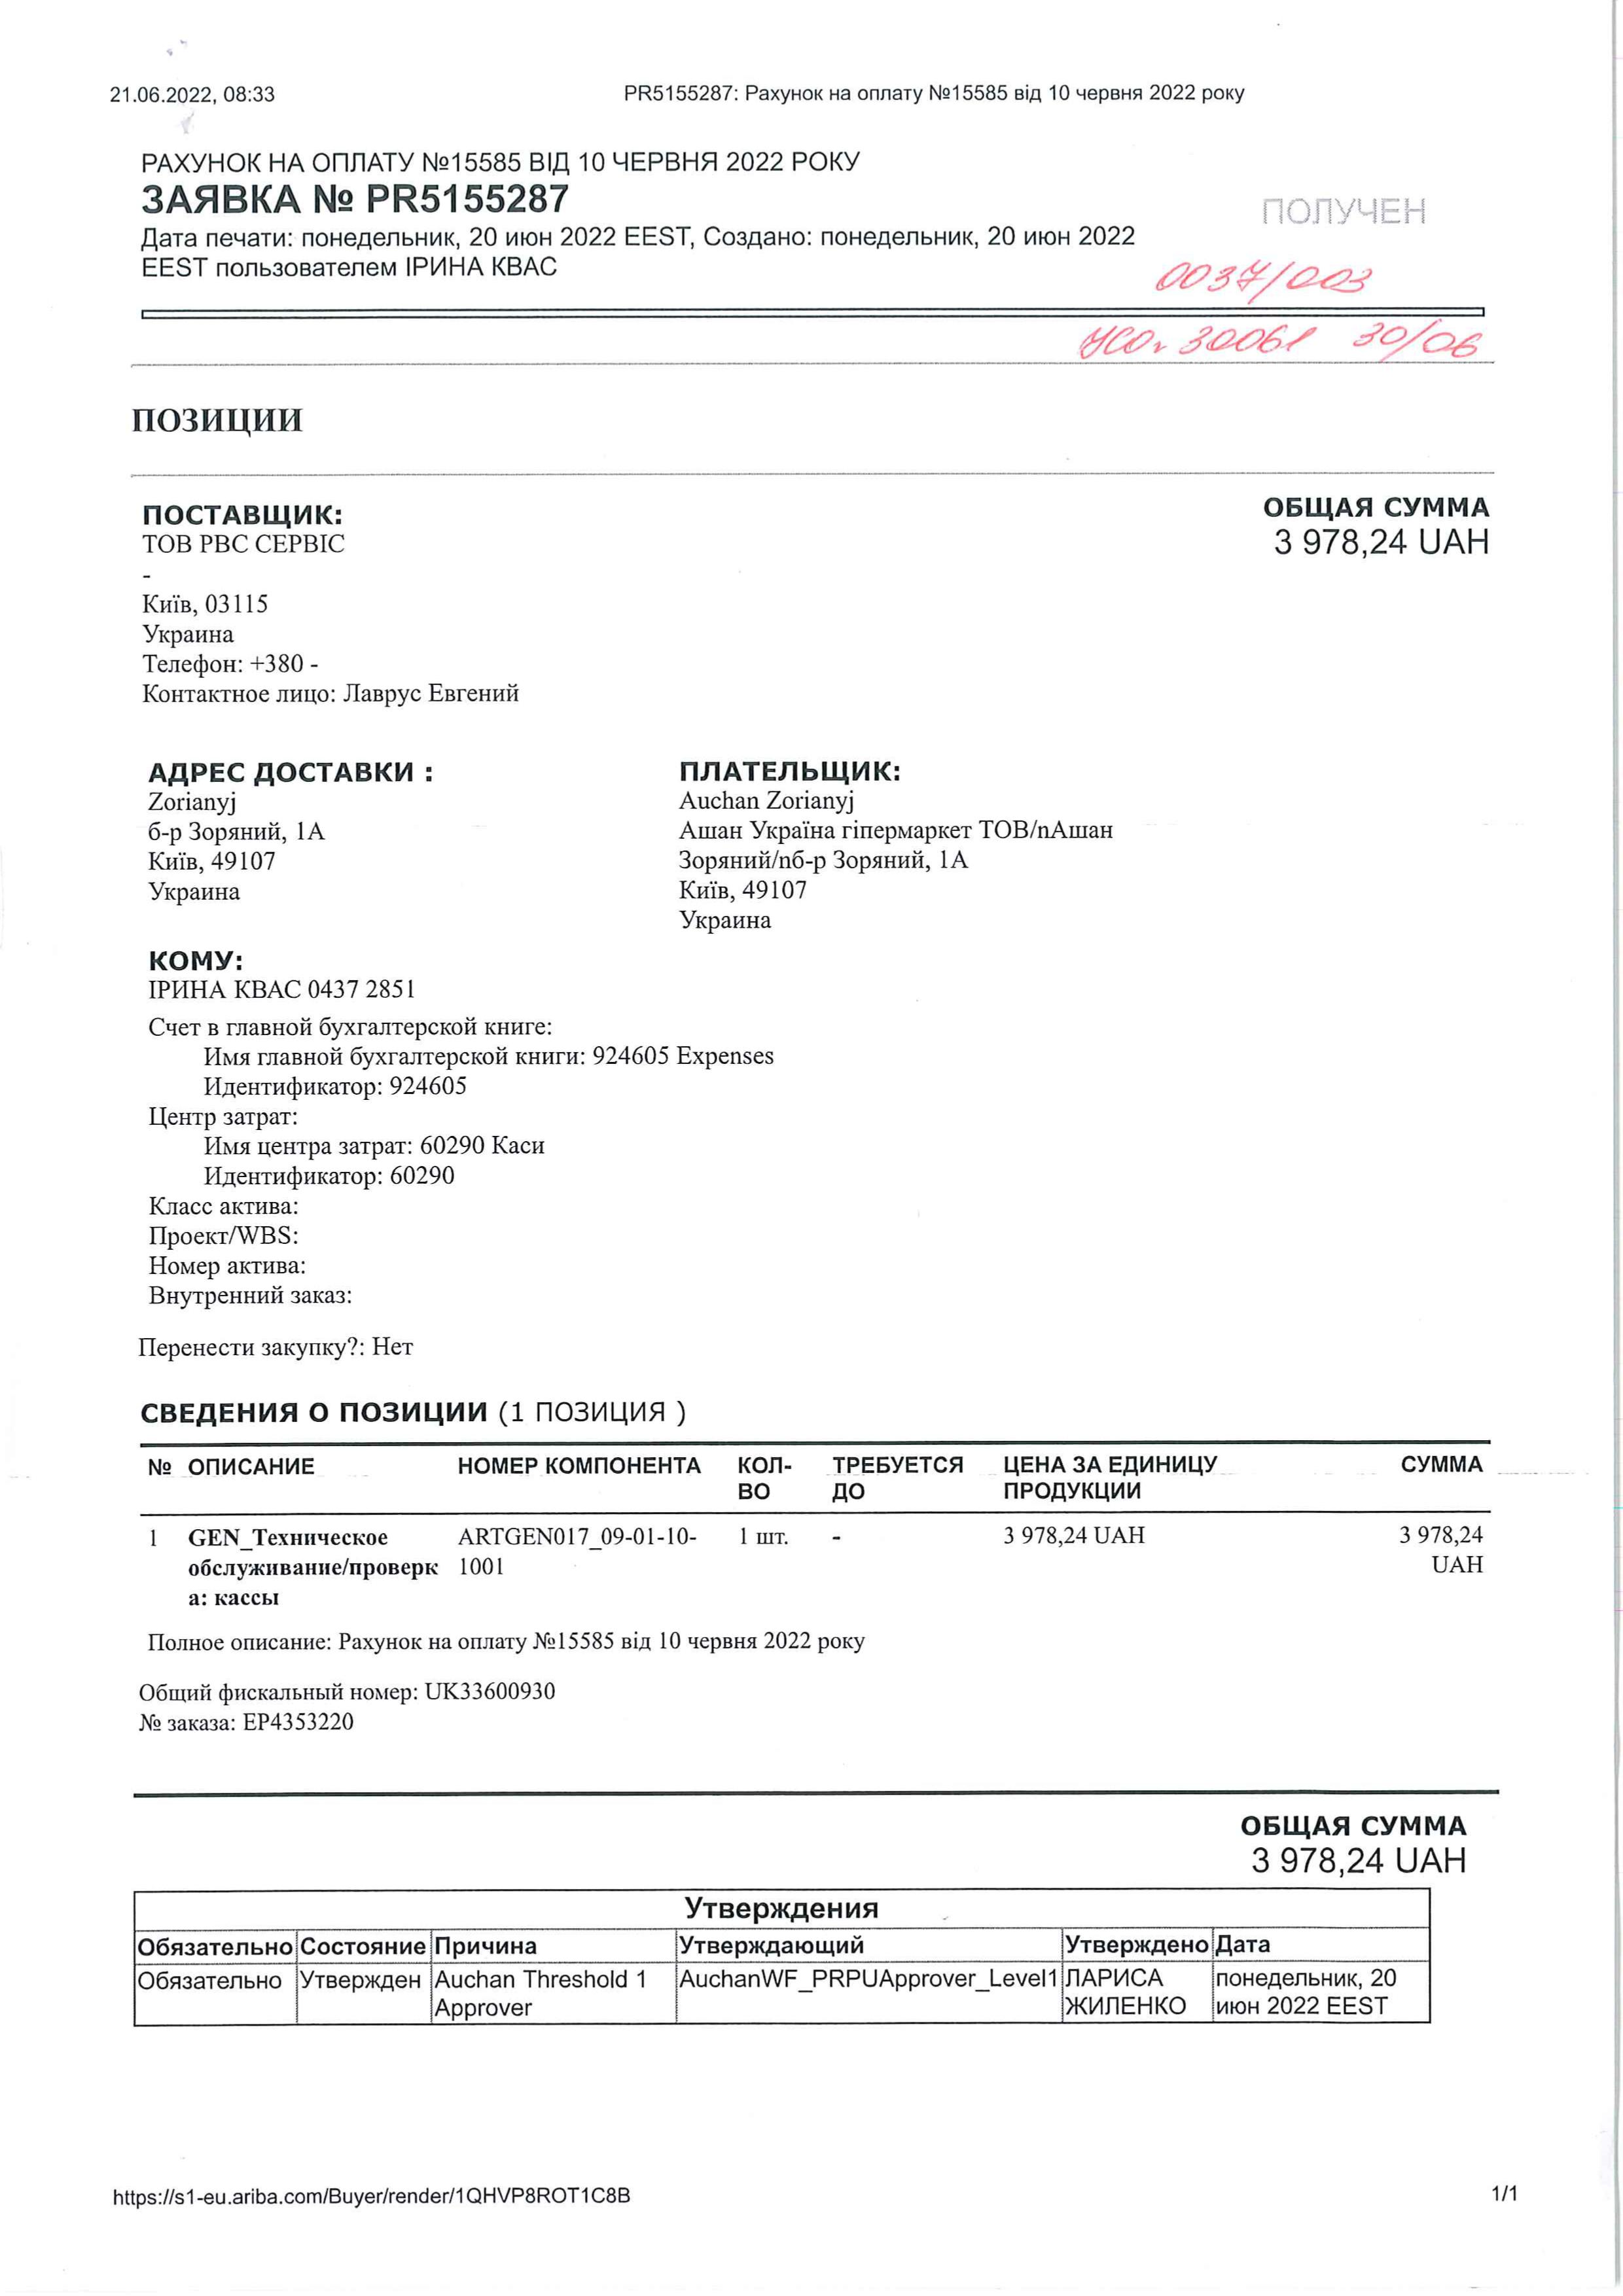 21.06.2022, 08:33
PR5155287: Рахунок на оплату №15585 від 10 червня 2022 року
РАХУНОК НА ОПЛАТУ №15585 ВІД 10 ЧЕРВНЯ 2022 РОКУ
ЗАЯВКА № PR5155287
ПОЛУЧЕН
Дата печати: понедельник, 20 июн 2022 EEST, Создано: понедельник, 20 июн 2022
EEST пользователем ІРИНА КВАС
0037/003
30061 30/06
ПОЗИЦИИ
ПОСТАВЩИК:
ТОВ РВС СЕРВІС
-
Київ, 03115
Украина
Телефон: +380 -
Контактное лицо: Лаврус Евгений
ОБЩАЯ СУММА
3 978,24 UAH
АДРЕС ДОСТАВКИ :
Zorianyj
б-р Зоряний, 1А
Київ, 49107
Украина
ПЛАТЕЛЬЩИК:
Auchan Zorianyj
Ашан Україна гіпермаркет ТОВ/nАшан
Зоряний/nб-р Зоряний, 1А
Київ, 49107
Украина
КОМУ:
ІРИНА КВАС 0437 2851
Счет в главной бухгалтерской книге:
Имя главной бухгалтерской книги: 924605 Expenses
Идентификатор: 924605
Центр затрат:
Имя центра затрат: 60290 Каси
Идентификатор: 60290
Класс актива:
Проект/WBS:
Номер актива:
Внутренний заказ:
Перенести закупку?: Нет
СВЕДЕНИЯ О ПОЗИЦИИ (1 ПОЗИЦИЯ )
№ ОПИСАНИЕ НОМЕР КОМПОНЕНТА КОЛ- ТРЕБУЕТСЯ ЦЕНА ЗА ЕДИНИЦУ СУММА
ВО ДО ПРОДУКЦИИ
1 GEN_Техническое ARTGEN017_09-01-10- 1 шт. - 3 978,24 UAH 3 978,24
обслуживание/проверк 1001 UAH
а: кассы
Полное описание: Рахунок на оплату №15585 від 10 червня 2022 року
Общий фискальный номер: UK33600930
№ заказа: EP4353220
ОБЩАЯ СУММА
3 978,24 UAH
Утверждения
Обязательно Состояние Причина Утверждающий Утверждено Дата
Обязательно Утвержден Auchan Threshold 1 AuchanWF_PRPUApprover_Level1 ЛАРИСА понедельник, 20
Approver ЖИЛЕНКО июн 2022 EEST
https://s1-eu.ariba.com/Buyer/render/1QHVP8ROT1C8B
1/1